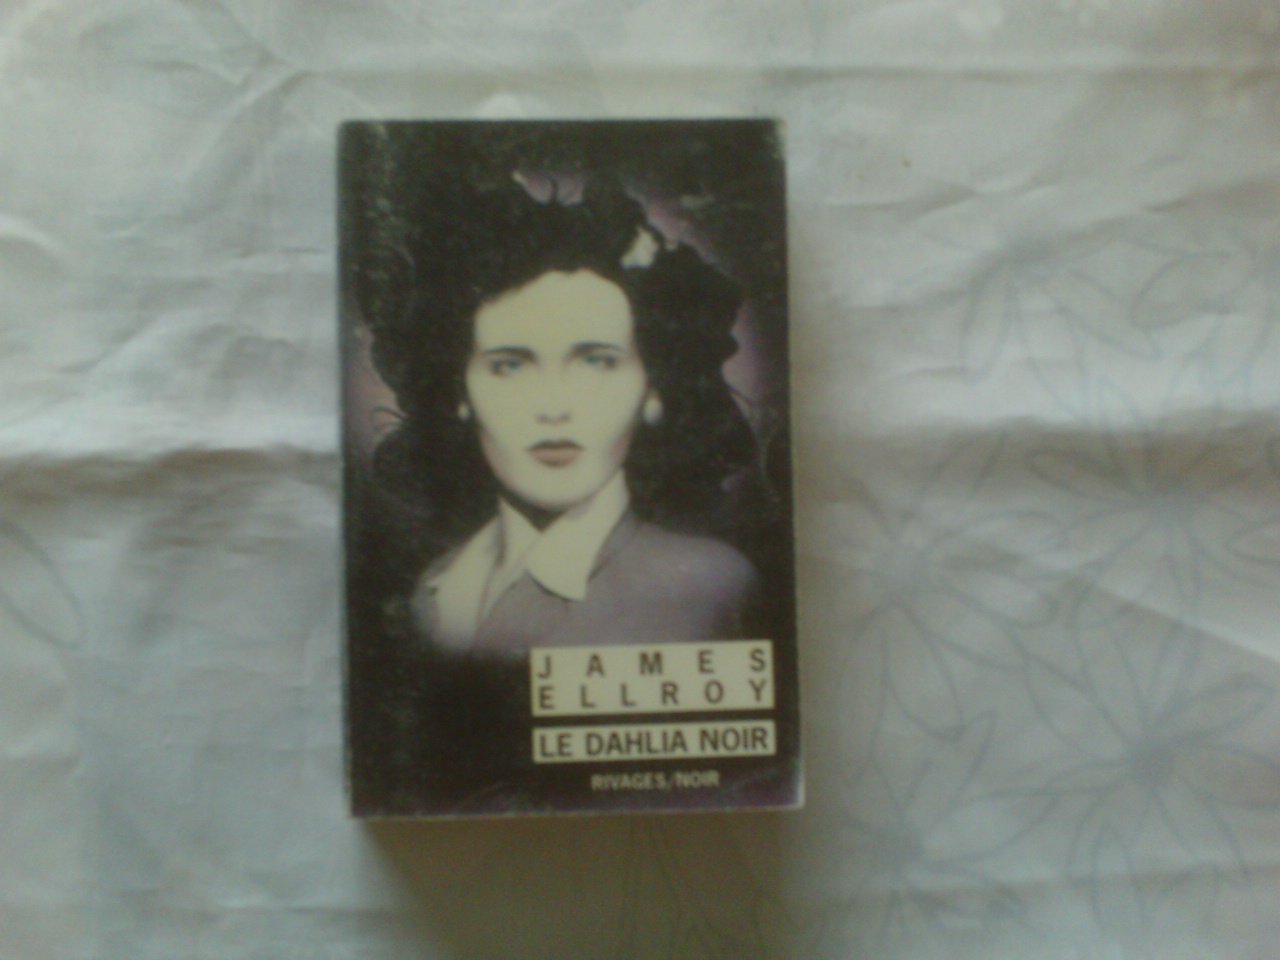 JAMES
ELLROY
LE DAHLIA NOIR
RIVAGES/NOIR